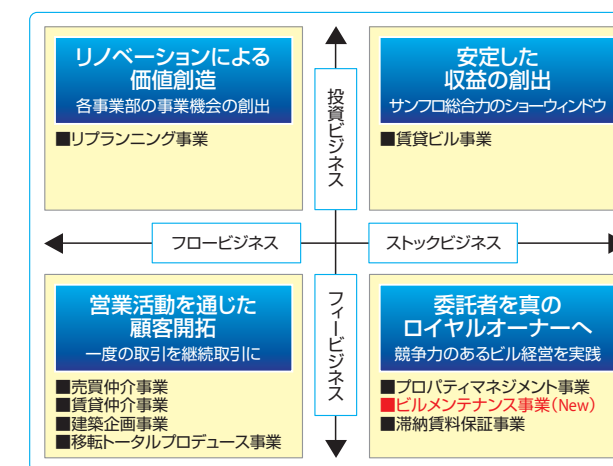 リノベーションによる
価値創造
各事業部の事業機会の創出
■リプランニング事業
投資ビジネス
安定した
収益の創出
サンフロ総合力のショーウィンドウ
■賃貸ビル事業
フロービジネス
ストックビジネス
営業活動を通じた
顧客開拓
一度の取引を継続取引に
■売買仲介事業
■賃貸仲介事業
■建築企画事業
■移転トータルプロデュース事業
フィービジネス
委託者を真の
ロイヤルオーナーへ
競争力のあるビル経営を実践
■プロパティマネジメント事業
■ビルメンテナンス事業(New)
■滞納賃料保証事業